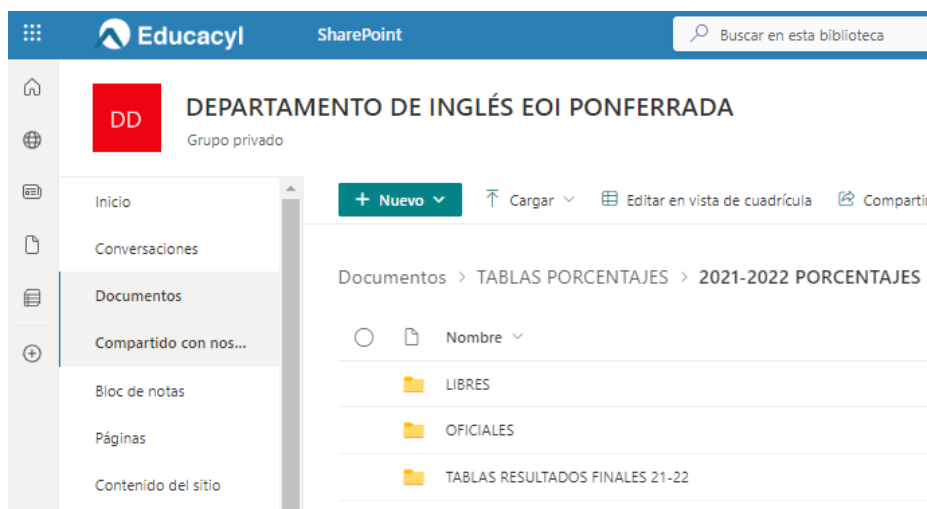 Educacyl
SharePoint
Buscar en esta biblioteca
DD
DEPARTAMENTO DE INGLÉS EOI PONFERRADA
Grupo privado
Inicio
Conversaciones
Documentos
Compartido con nos...
Bloc de notas
Páginas
Contenido del sitio
+ Nuevo
Cargar
Editar en vista de cuadrícula
Compartir
Documentos > TABLAS PORCENTAJES > 2021-2022 PORCENTAJES
Nombre
LIBRES
OFICIALES
TABLAS RESULTADOS FINALES 21-22